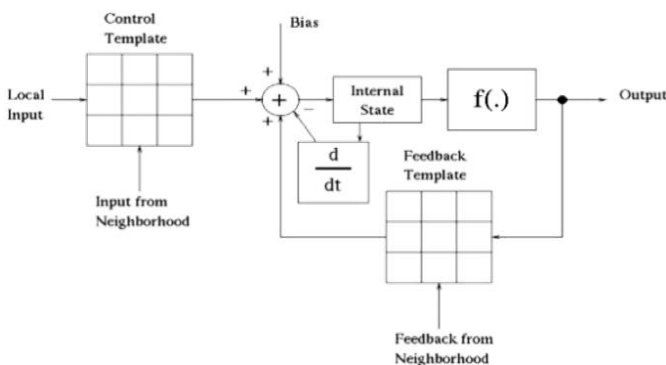 Control
Template
Bias
Local
Input
+
+
+
+
−
Internal
State
f(.)
Output
d
dt
Feedback
Template
Input from
Neighborhood
Feedback from
Neighborhood